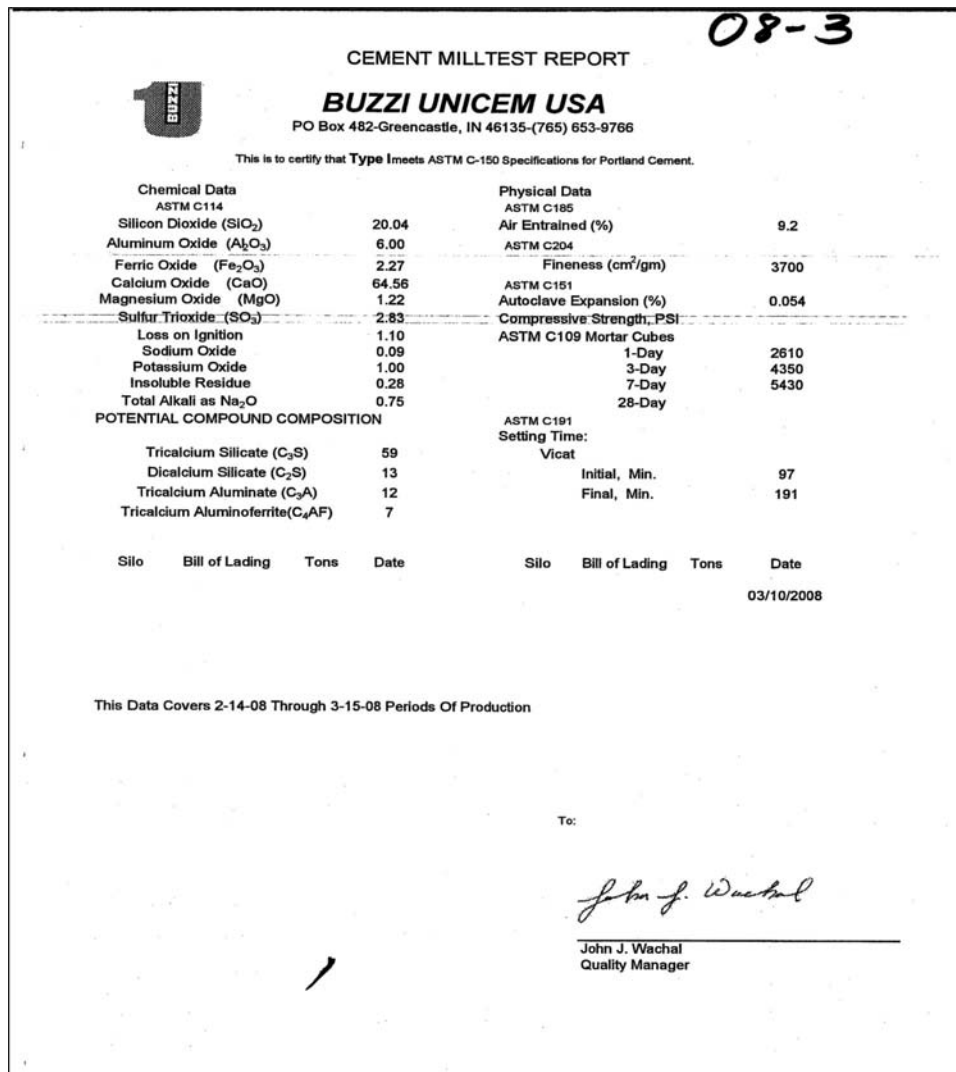 08-3
CEMENT MILLTEST REPORT
BUZZI
BUZZI UNICEM USA
PO Box 482-Greencastle, IN 46135-(765) 653-9766
This is to certify that Type I meets ASTM C-150 Specifications for Portland Cement.
Chemical Data
ASTM C114
Silicon Dioxide (SiO₂) 20.04
Aluminum Oxide (Al₂O₃) 6.00
Ferric Oxide (Fe₂O₃) 2.27
Calcium Oxide (CaO) 64.56
Magnesium Oxide (MgO) 1.22
Sulfur Trioxide (SO₃) 2.83
Loss on Ignition 1.10
Sodium Oxide 0.09
Potassium Oxide 1.00
Insoluble Residue 0.28
Total Alkali as Na₂O 0.75
POTENTIAL COMPOUND COMPOSITION
Tricalcium Silicate (C₃S) 59
Dicalcium Silicate (C₂S) 13
Tricalcium Aluminate (C₃A) 12
Tricalcium Aluminoferrite(C₄AF) 7
Physical Data
ASTM C185
Air Entrained (%) 9.2
ASTM C204
Fineness (cm²/gm) 3700
ASTM C151
Autoclave Expansion (%) 0.054
Compressive Strength, PSI
ASTM C109 Mortar Cubes
1-Day 2610
3-Day 4350
7-Day 5430
28-Day
ASTM C191
Setting Time:
Vicat
Initial, Min. 97
Final, Min. 191
Silo Bill of Lading Tons Date
Silo Bill of Lading Tons Date
03/10/2008
This Data Covers 2-14-08 Through 3-15-08 Periods Of Production
To:
John J. Wachal
John J. Wachal
Quality Manager